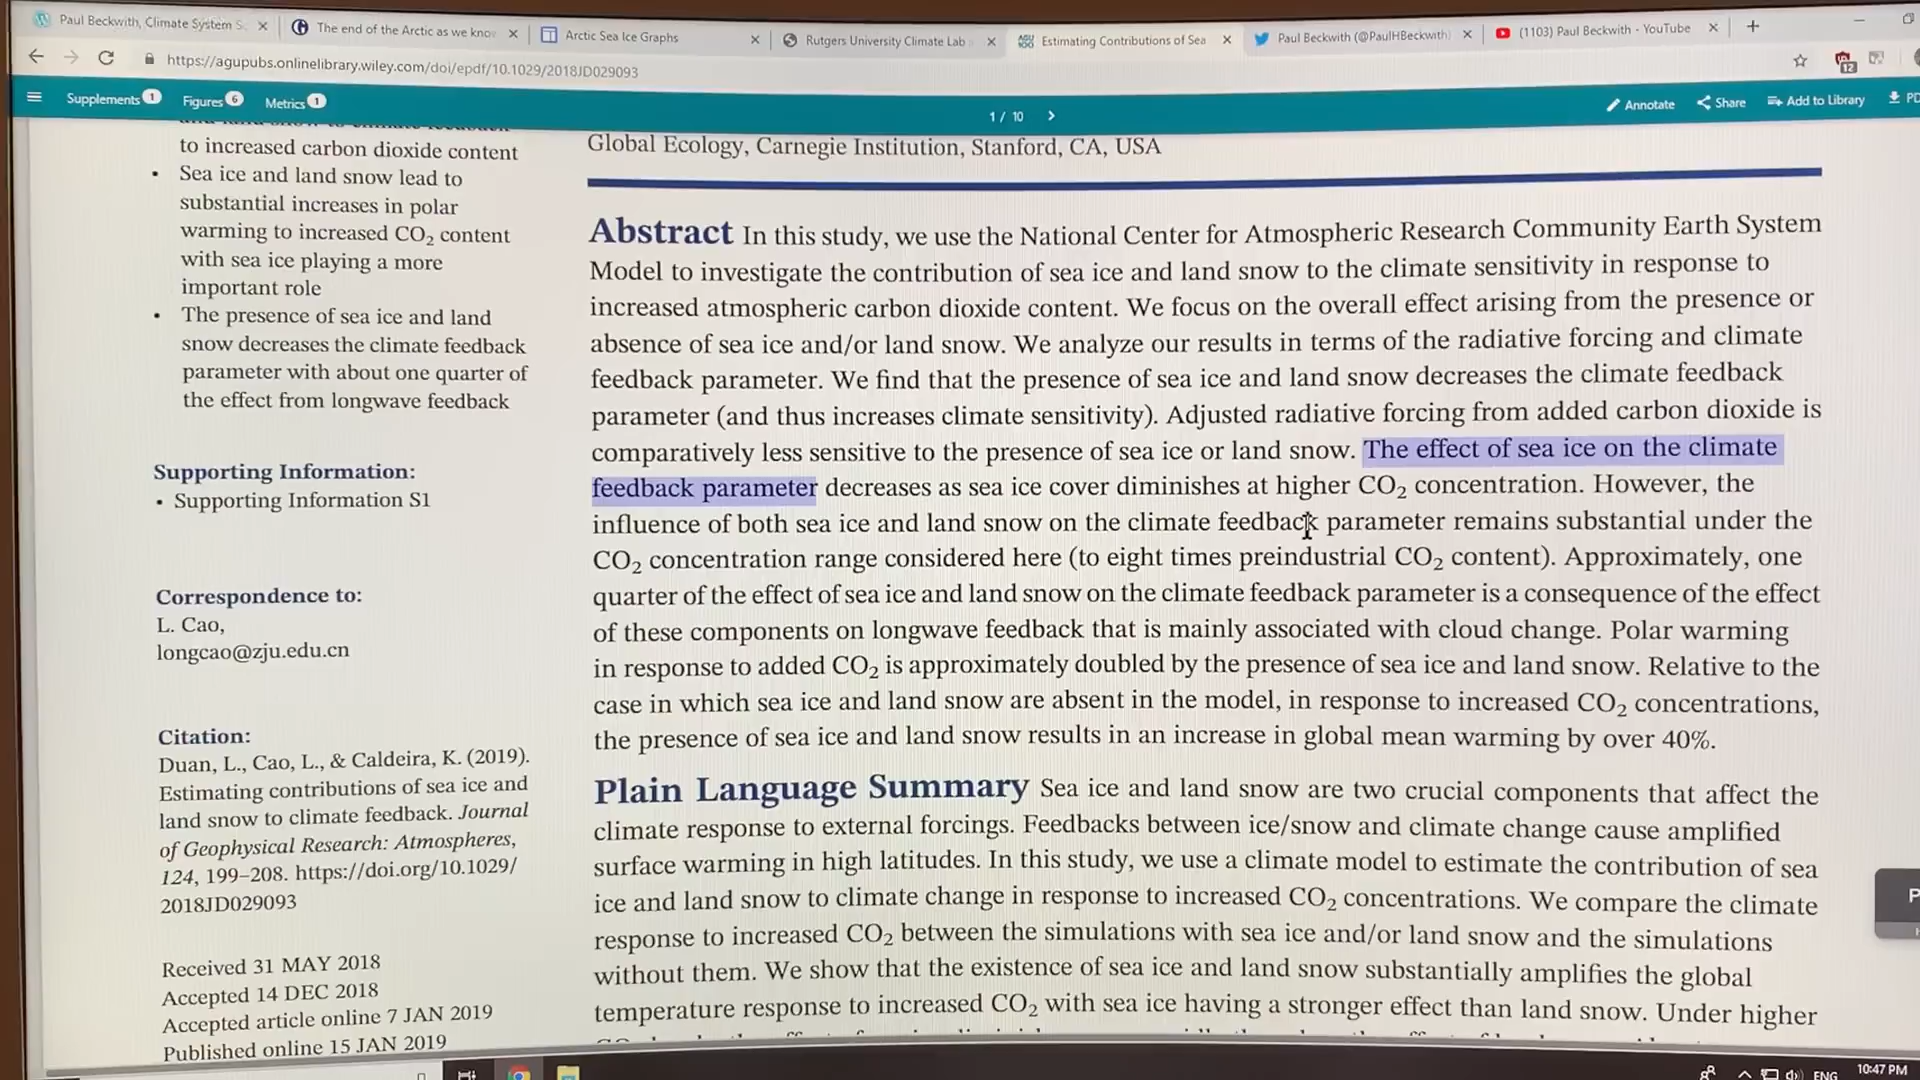 Paul Beckwith, Climate System S
The end of the Arctic as we know
Arctic Sea Ice Graphs
Rutgers University Climate Lab
Estimating Contributions of Sea
Paul Beckwith (@PaulHBeckwith)
(1103) Paul Beckwith - YouTube
https://agupubs.onlinelibrary.wiley.com/doi/epdf/10.1029/2018JD029093
12
Supplements 1
Figures 6
Metrics 1
1 / 10
Annotate
Share
Add to Library
to increased carbon dioxide content
• Sea ice and land snow lead to
substantial increases in polar
warming to increased CO₂ content
with sea ice playing a more
important role
• The presence of sea ice and land
snow decreases the climate feedback
parameter with about one quarter of
the effect from longwave feedback
Supporting Information:
• Supporting Information S1
Correspondence to:
L. Cao,
longcao@zju.edu.cn
Citation:
Duan, L., Cao, L., & Caldeira, K. (2019).
Estimating contributions of sea ice and
land snow to climate feedback. Journal
of Geophysical Research: Atmospheres,
124, 199–208. https://doi.org/10.1029/
2018JD029093
Received 31 MAY 2018
Accepted 14 DEC 2018
Accepted article online 7 JAN 2019
Published online 15 JAN 2019
Global Ecology, Carnegie Institution, Stanford, CA, USA
Abstract In this study, we use the National Center for Atmospheric Research Community Earth System
Model to investigate the contribution of sea ice and land snow to the climate sensitivity in response to
increased atmospheric carbon dioxide content. We focus on the overall effect arising from the presence or
absence of sea ice and/or land snow. We analyze our results in terms of the radiative forcing and climate
feedback parameter. We find that the presence of sea ice and land snow decreases the climate feedback
parameter (and thus increases climate sensitivity). Adjusted radiative forcing from added carbon dioxide is
comparatively less sensitive to the presence of sea ice or land snow. The effect of sea ice on the climate
feedback parameter decreases as sea ice cover diminishes at higher CO₂ concentration. However, the
influence of both sea ice and land snow on the climate feedback parameter remains substantial under the
CO₂ concentration range considered here (to eight times preindustrial CO₂ content). Approximately, one
quarter of the effect of sea ice and land snow on the climate feedback parameter is a consequence of the effect
of these components on longwave feedback that is mainly associated with cloud change. Polar warming
in response to added CO₂ is approximately doubled by the presence of sea ice and land snow. Relative to the
case in which sea ice and land snow are absent in the model, in response to increased CO₂ concentrations,
the presence of sea ice and land snow results in an increase in global mean warming by over 40%.
Plain Language Summary Sea ice and land snow are two crucial components that affect the
climate response to external forcings. Feedbacks between ice/snow and climate change cause amplified
surface warming in high latitudes. In this study, we use a climate model to estimate the contribution of sea
ice and land snow to climate change in response to increased CO₂ concentrations. We compare the climate
response to increased CO₂ between the simulations with sea ice and/or land snow and the simulations
without them. We show that the existence of sea ice and land snow substantially amplifies the global
temperature response to increased CO₂ with sea ice having a stronger effect than land snow. Under higher
ENG
10:47 PM